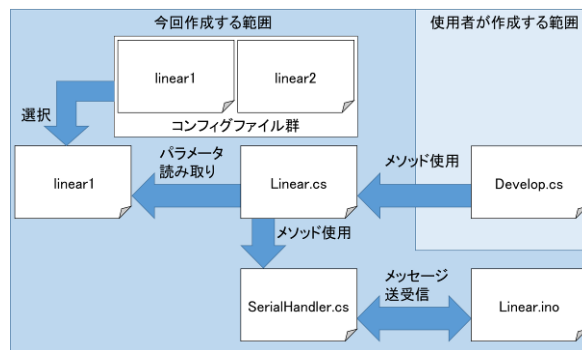 今回作成する範囲
使用者が作成する範囲
linear1
linear2
コンフィグファイル群
選択
linear1
パラメータ
読み取り
Linear.cs
メソッド使用
Develop.cs
メソッド使用
SerialHandler.cs
メッセージ
送受信
Linear.ino